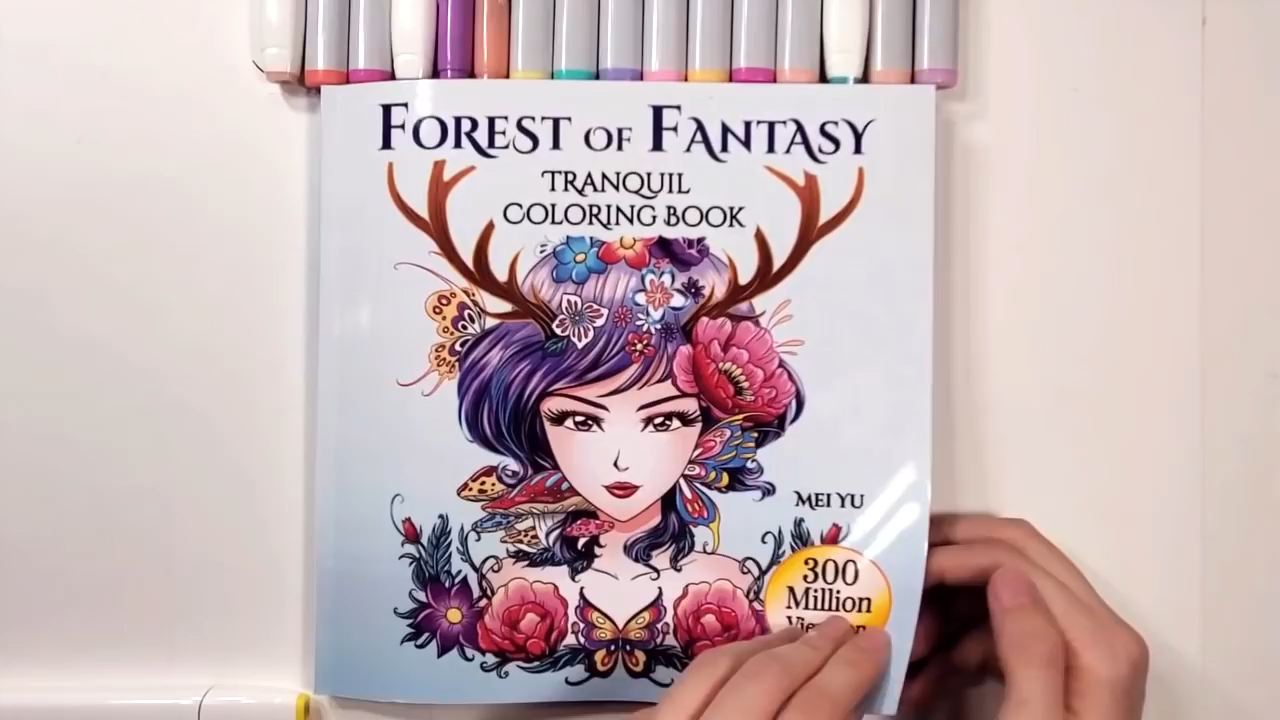 FOREST OF FANTASY
TRANQUIL
COLORING BOOK
MEI YU
300
Million